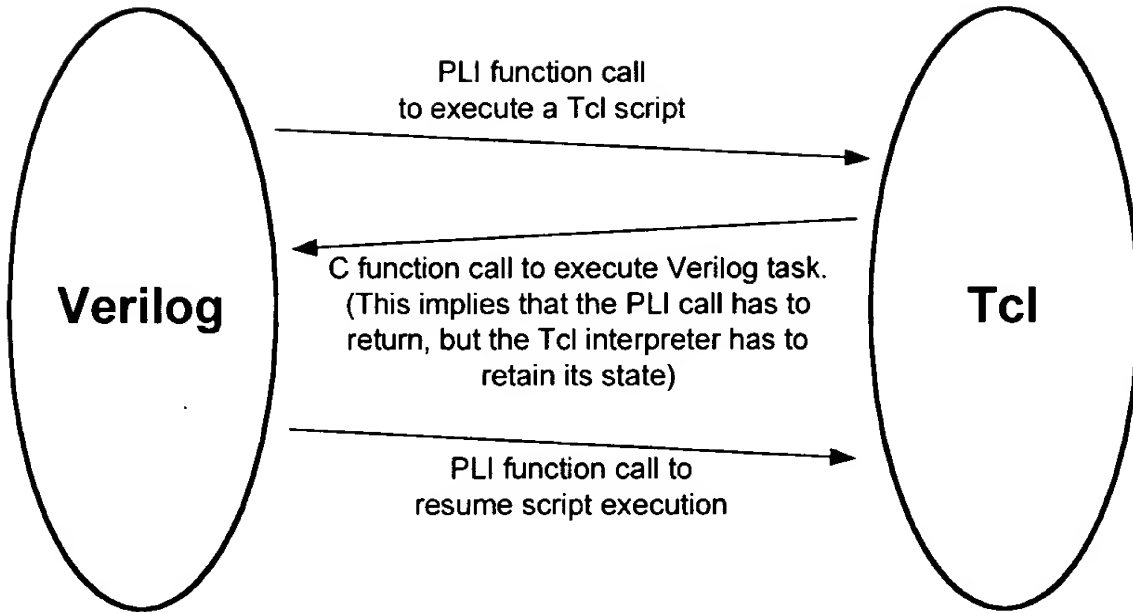 PLI function call
to execute a Tcl script
C function call to execute Verilog task.
(This implies that the PLI call has to
return, but the Tcl interpreter has to
retain its state)
Verilog
Tcl
PLI function call to
resume script execution